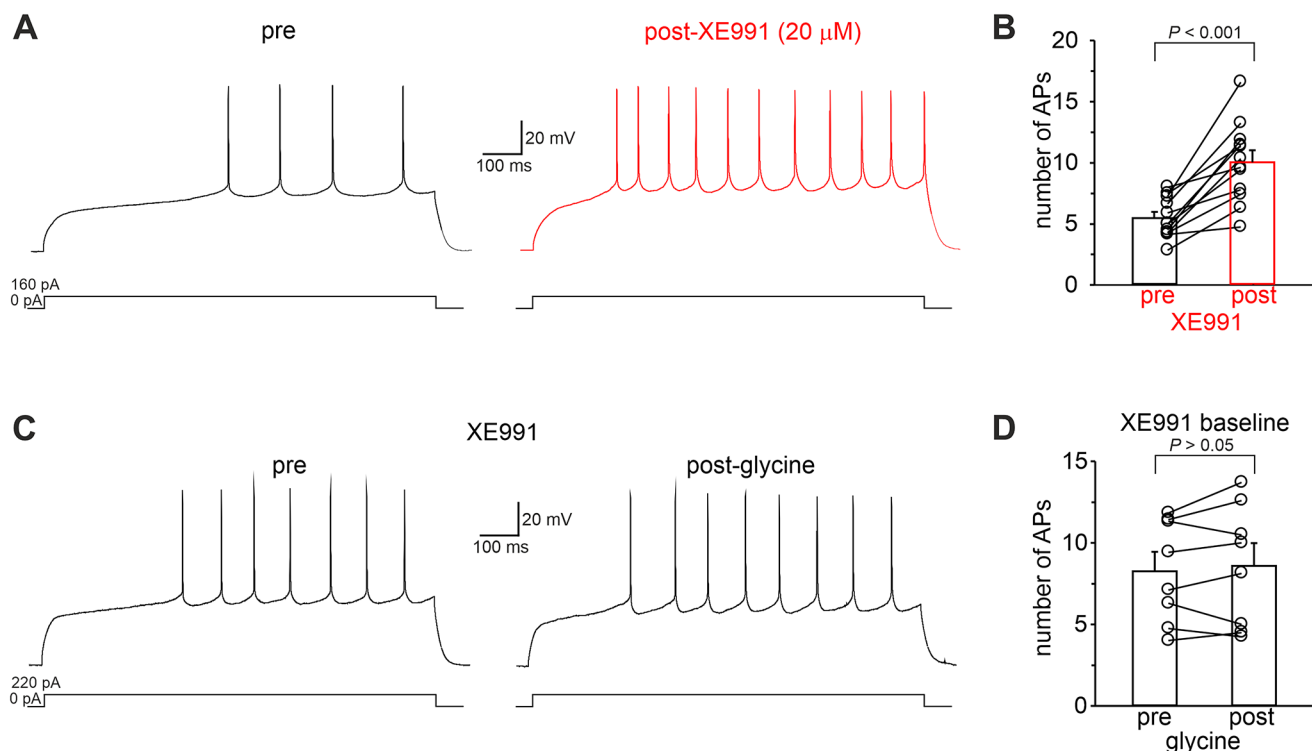 A
pre
post-XE991 (20 μM)
20 mV
100 ms
160 pA
0 pA
B
P < 0.001
20
15
10
5
0
number of APs
pre post
XE991
C
XE991
pre
post-glycine
20 mV
100 ms
220 pA
0 pA
D
XE991 baseline
P > 0.05
15
10
5
0
number of APs
pre post
glycine